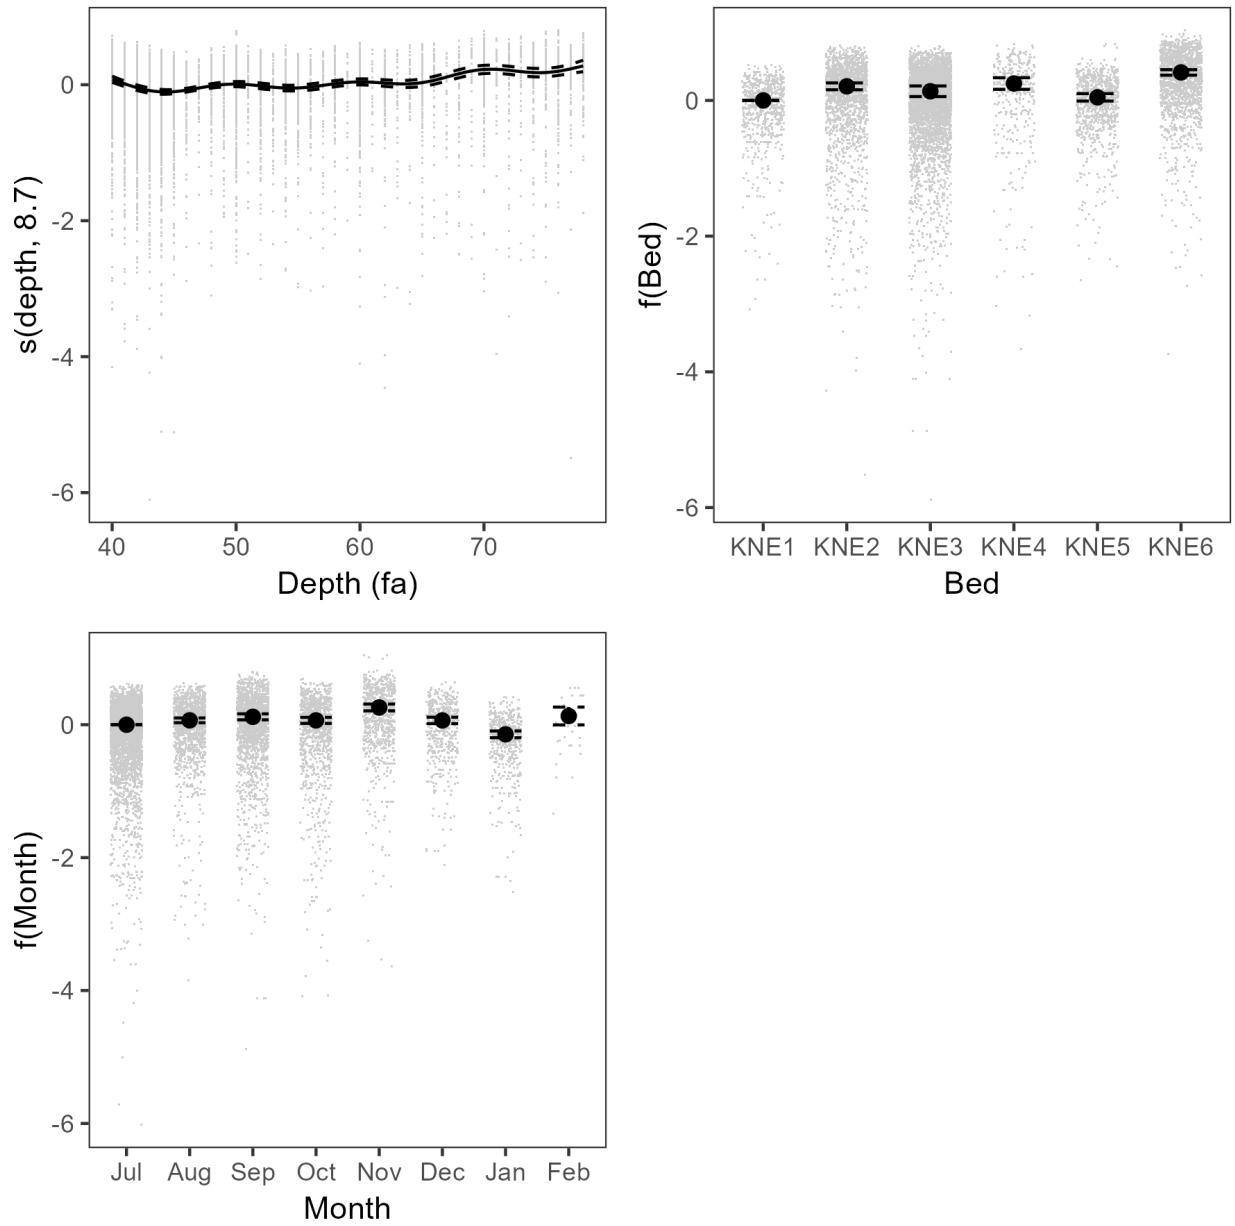 s(depth, 8.7)
0
-2
-4
-6
40 50 60 70
Depth (fa)
f(Bed)
0
-2
-4
-6
KNE1 KNE2 KNE3 KNE4 KNE5 KNE6
Bed
f(Month)
0
-2
-4
-6
Jul Aug Sep Oct Nov Dec Jan Feb
Month